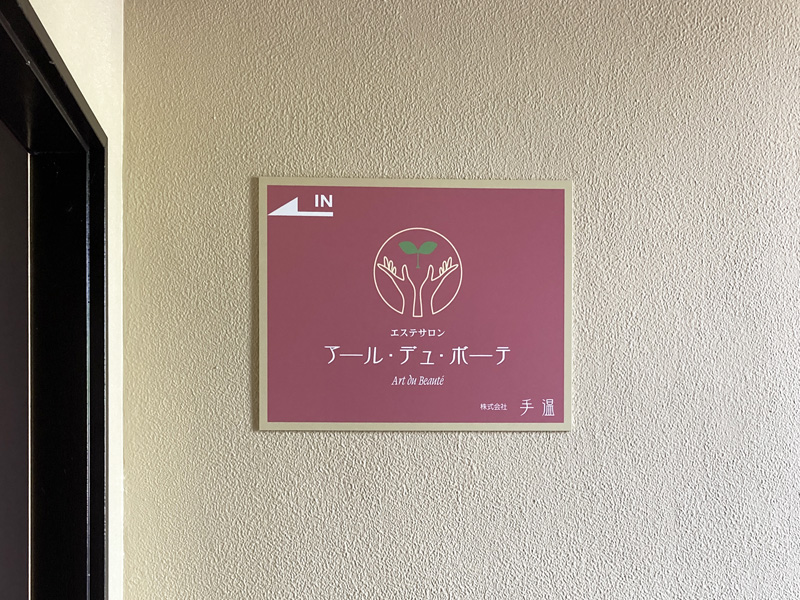 IN
エステサロン
アール・デュ・ボーテ
Art du Beauté
株式会社 手温